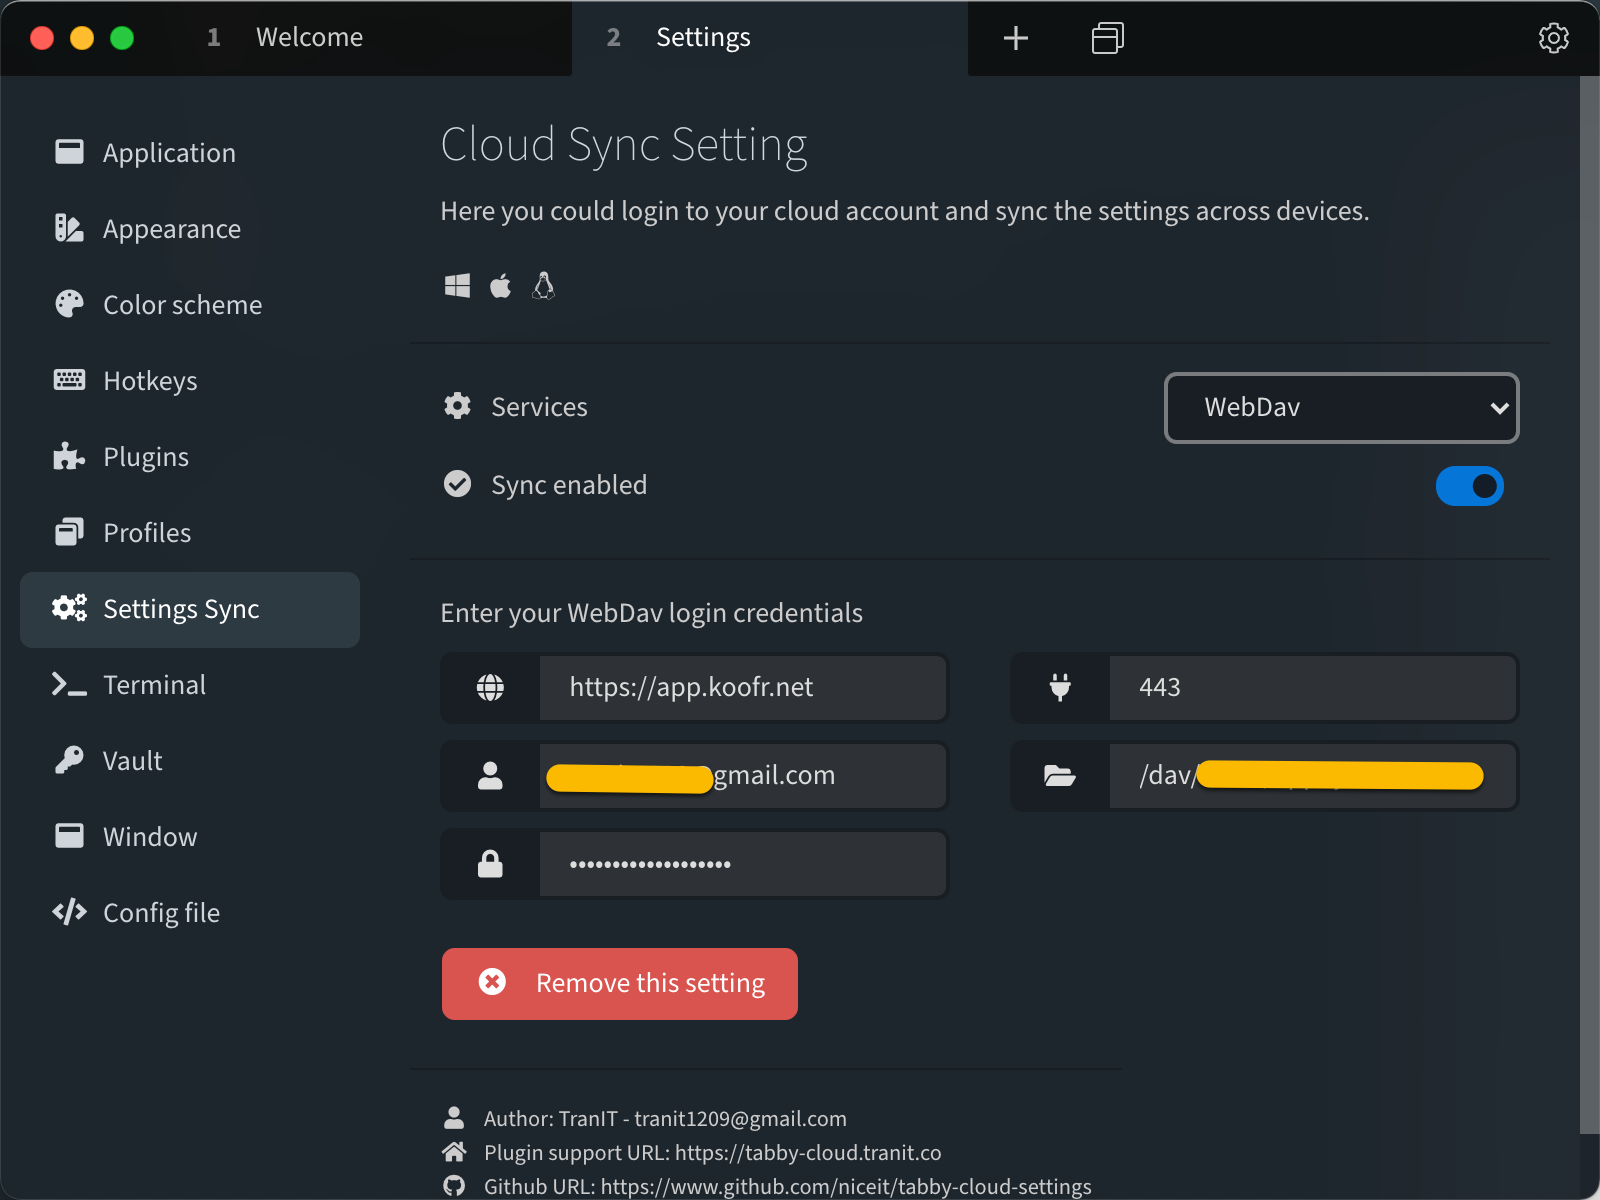 1 Welcome 2 Settings
Application
Appearance
Color scheme
Hotkeys
Plugins
Profiles
Settings Sync
Terminal
Vault
Window
Config file
Cloud Sync Setting
Here you could login to your cloud account and sync the settings across devices.
Services WebDav
Sync enabled
Enter your WebDav login credentials
https://app.koofr.net 443
gmail.com /dav/
••••••••••••••••••••
Remove this setting
Author: TranIT - tranit1209@gmail.com
Plugin support URL: https://tabby-cloud.tranit.co
Github URL: https://www.github.com/niceit/tabby-cloud-settings